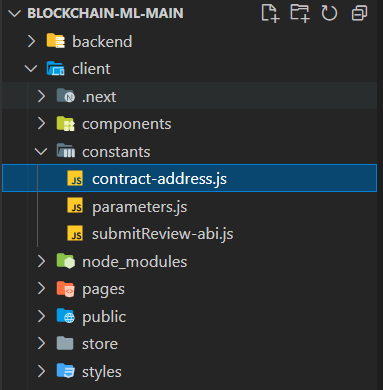 BLOCKCHAIN-ML-MAIN
backend
client
.next
components
constants
JS contract-address.js
JS parameters.js
JS submitReview-abi.js
node_modules
pages
public
store
styles